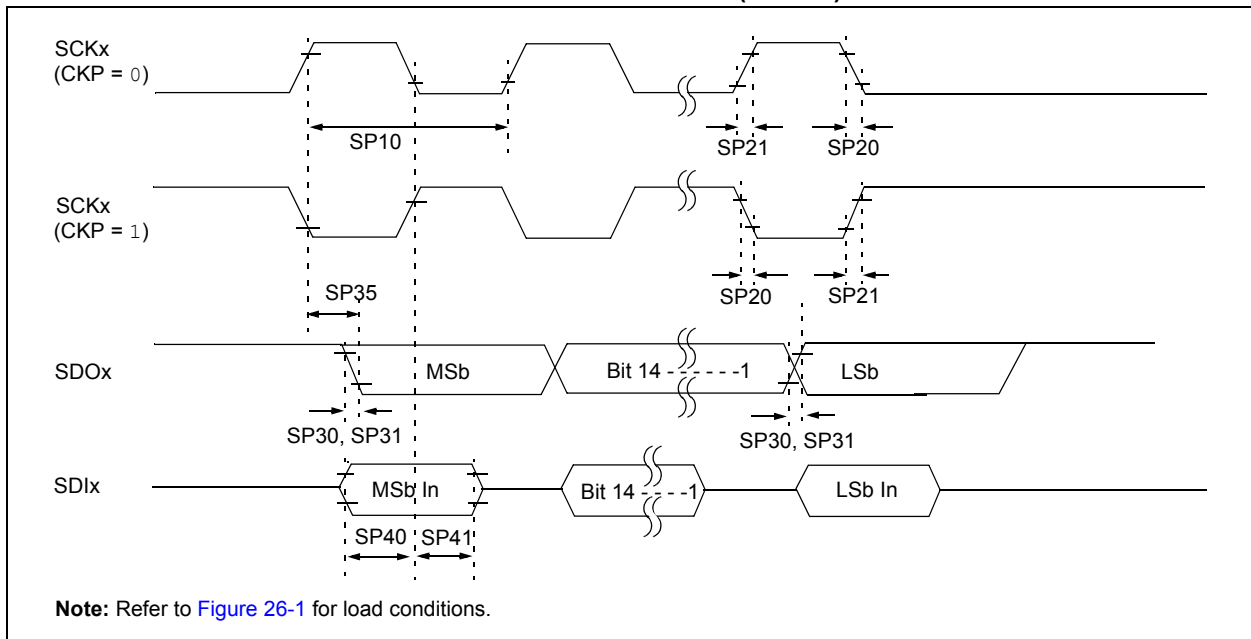 SCKx
(CKP = 0)
SP10
SP21
SP20
SCKx
(CKP = 1)
SP35
SP20
SP21
SDOx
MSb
Bit 14 - - - - - - -1
LSb
SP30, SP31
SP30, SP31
SDIx
MSb In
Bit 14 - - - - -1
LSb In
SP40
SP41
Note: Refer to Figure 26-1 for load conditions.